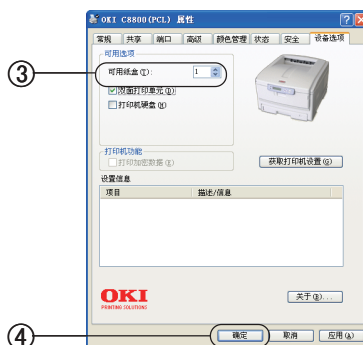 OKI C8800(PCL) 属性
常规 共享 端口 高级 颜色管理 状态 安全 设备选项
可用选项
③
可用纸盒(T): 1
双面打印单元(D)
打印机硬盘(H)
打印机功能
打印加密数据(E)
获取打印机设置(G)
设置信息
项目 描述/信息
OKI
PRINTING SOLUTIONS
关于(B)...
④
确定 取消 应用(A)